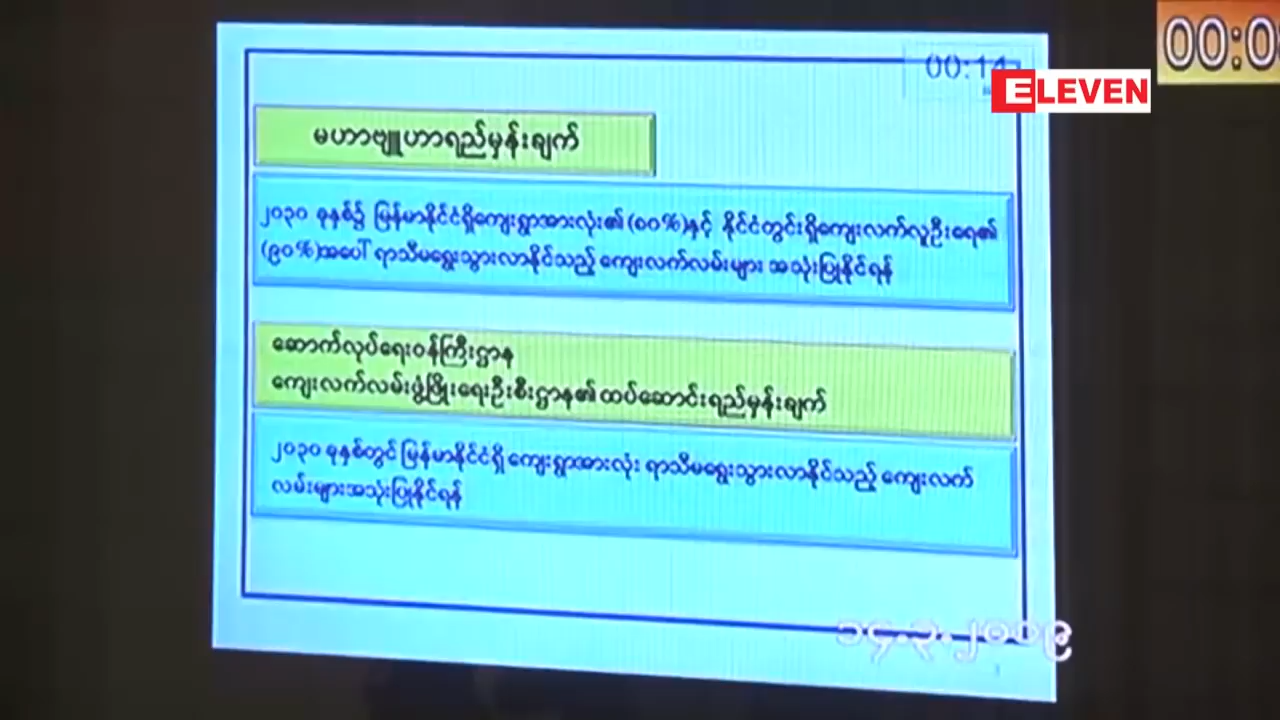 00:14
00:0
ELEVEN
မဟာဗျူဟာရည်မှန်းချက်
၂၀၃၀ ခုနှစ်၌ မြန်မာနိုင်ငံရှိကျေးရွာအားလုံး၏ (၈၀%)နှင့် နိုင်ငံတွင်းရှိကျေးလက်လူဦးရေ၏
(၉၀%)အပေါ် ရာသီမရွေးသွားလာနိုင်သည့် ကျေးလက်လမ်းများ အသုံးပြုနိုင်ရန်
ဆောက်လုပ်ရေးဝန်ကြီးဌာန
ကျေးလက်လမ်းဖွံ့ဖြိုးရေးဦးစီးဌာန၏ ထပ်ဆောင်းရည်မှန်းချက်
၂၀၃၀ ခုနှစ်တွင် မြန်မာနိုင်ငံရှိ ကျေးရွာအားလုံး ရာသီမရွေးသွားလာနိုင်သည့် ကျေးလက်
လမ်းများအသုံးပြုနိုင်ရန်
၁၄.၃.၂၀၁၉